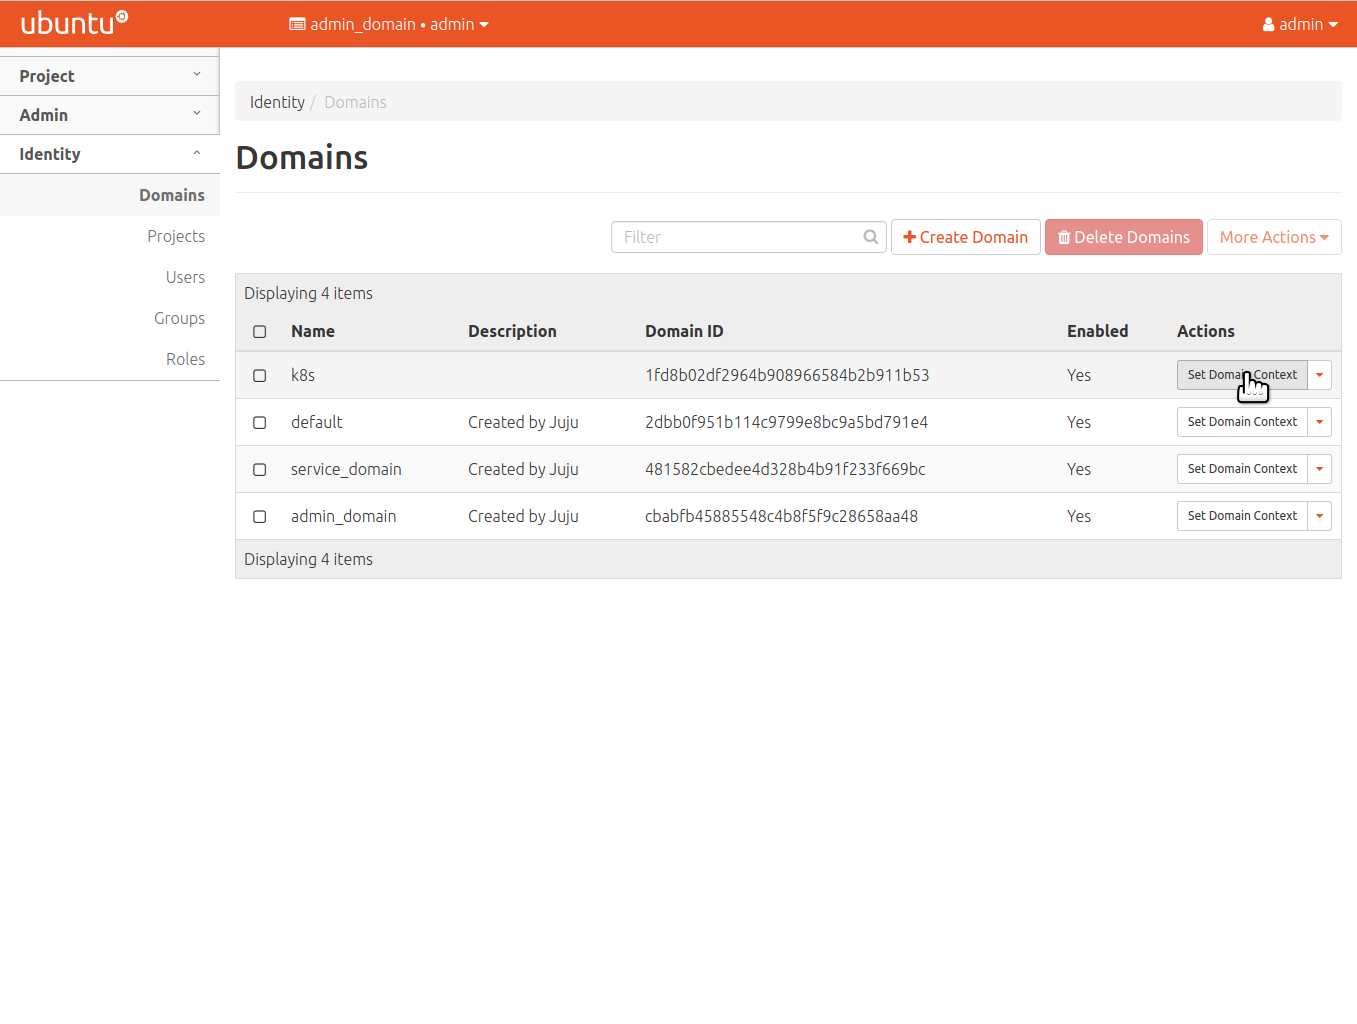 ubuntu admin_domain • admin admin
Project
Admin
Identity
Domains
Projects
Users
Groups
Roles
Identity / Domains
Domains
Filter Create Domain Delete Domains More Actions
Displaying 4 items
Name Description Domain ID Enabled Actions
k8s 1fd8b02df2964b908966584b2b911b53 Yes Set Domain Context
default Created by Juju 2dbb0f951b114c9799e8bc9a5bd791e4 Yes Set Domain Context
service_domain Created by Juju 481582cbedee4d328b4b91f233f669bc Yes Set Domain Context
admin_domain Created by Juju cbabfb45885548c4b8f5f9c28658aa48 Yes Set Domain Context
Displaying 4 items